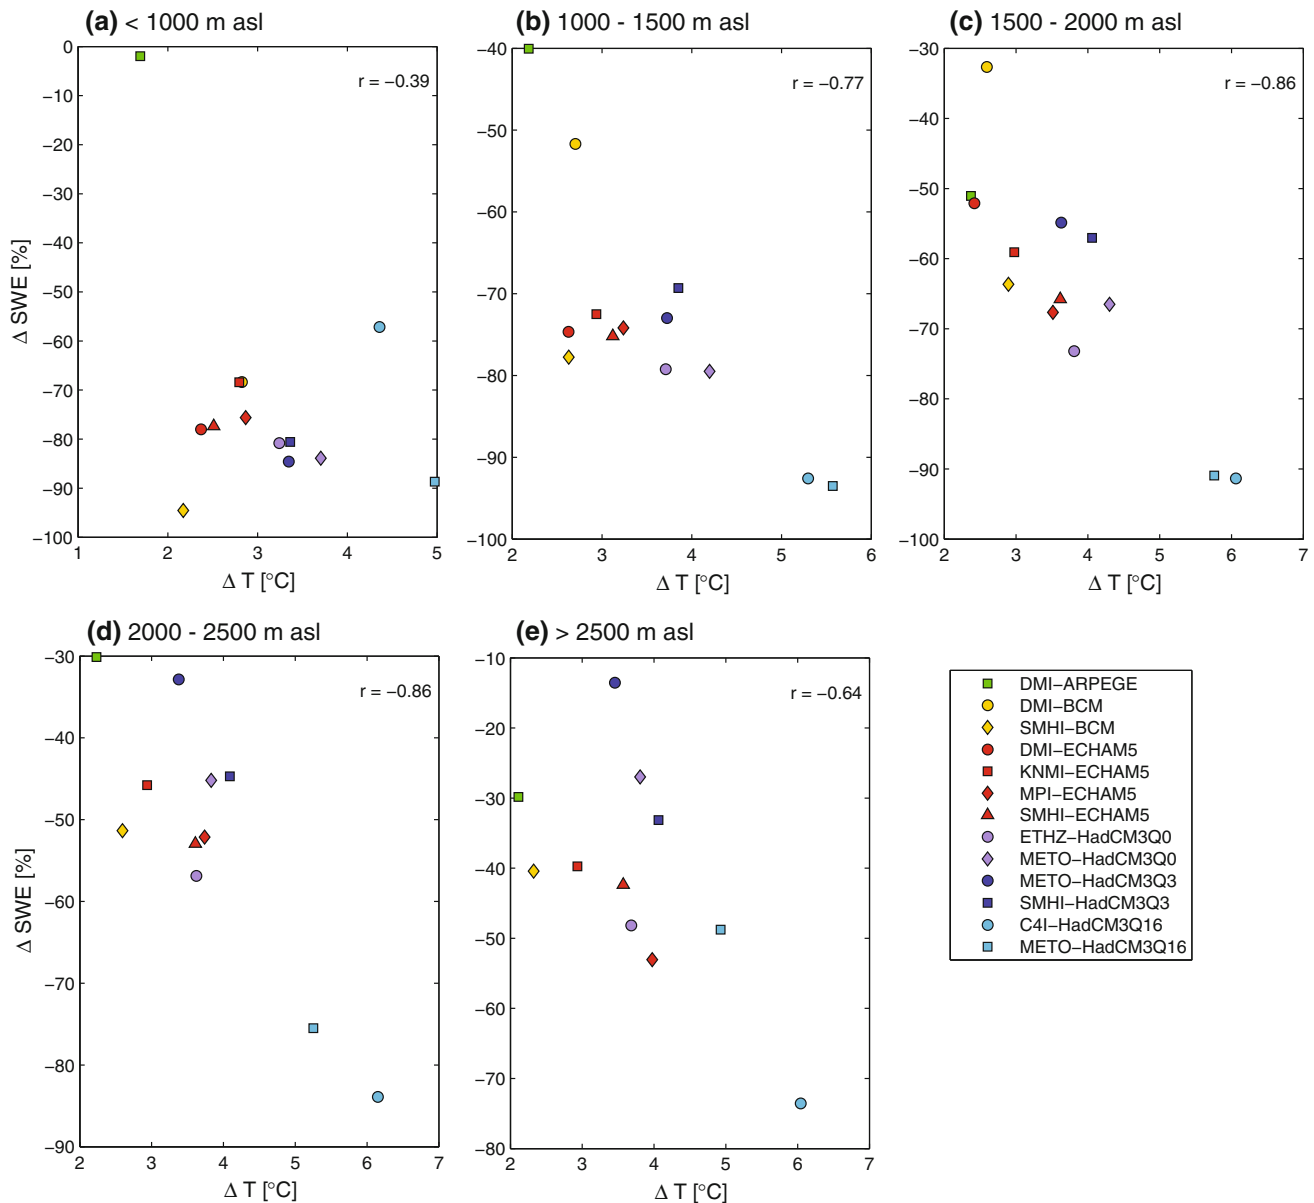 (a) < 1000 m asl
r = −0.39
0
−10
−20
−30
−40
−50
−60
−70
−80
−90
−100
Δ SWE [%]
1 2 3 4 5
Δ T [°C]
(b) 1000 - 1500 m asl
r = −0.77
−40
−50
−60
−70
−80
−90
−100
2 3 4 5 6
Δ T [°C]
(c) 1500 - 2000 m asl
r = −0.86
−30
−40
−50
−60
−70
−80
−90
−100
2 3 4 5 6 7
Δ T [°C]
(d) 2000 - 2500 m asl
r = −0.86
−30
−40
−50
−60
−70
−80
−90
Δ SWE [%]
2 3 4 5 6 7
Δ T [°C]
(e) > 2500 m asl
r = −0.64
−10
−20
−30
−40
−50
−60
−70
−80
2 3 4 5 6 7
Δ T [°C]
DMI−ARPEGE
DMI−BCM
SMHI−BCM
DMI−ECHAM5
KNMI−ECHAM5
MPI−ECHAM5
SMHI−ECHAM5
ETHZ−HadCM3Q0
METO−HadCM3Q0
METO−HadCM3Q3
SMHI−HadCM3Q3
C4I−HadCM3Q16
METO−HadCM3Q16